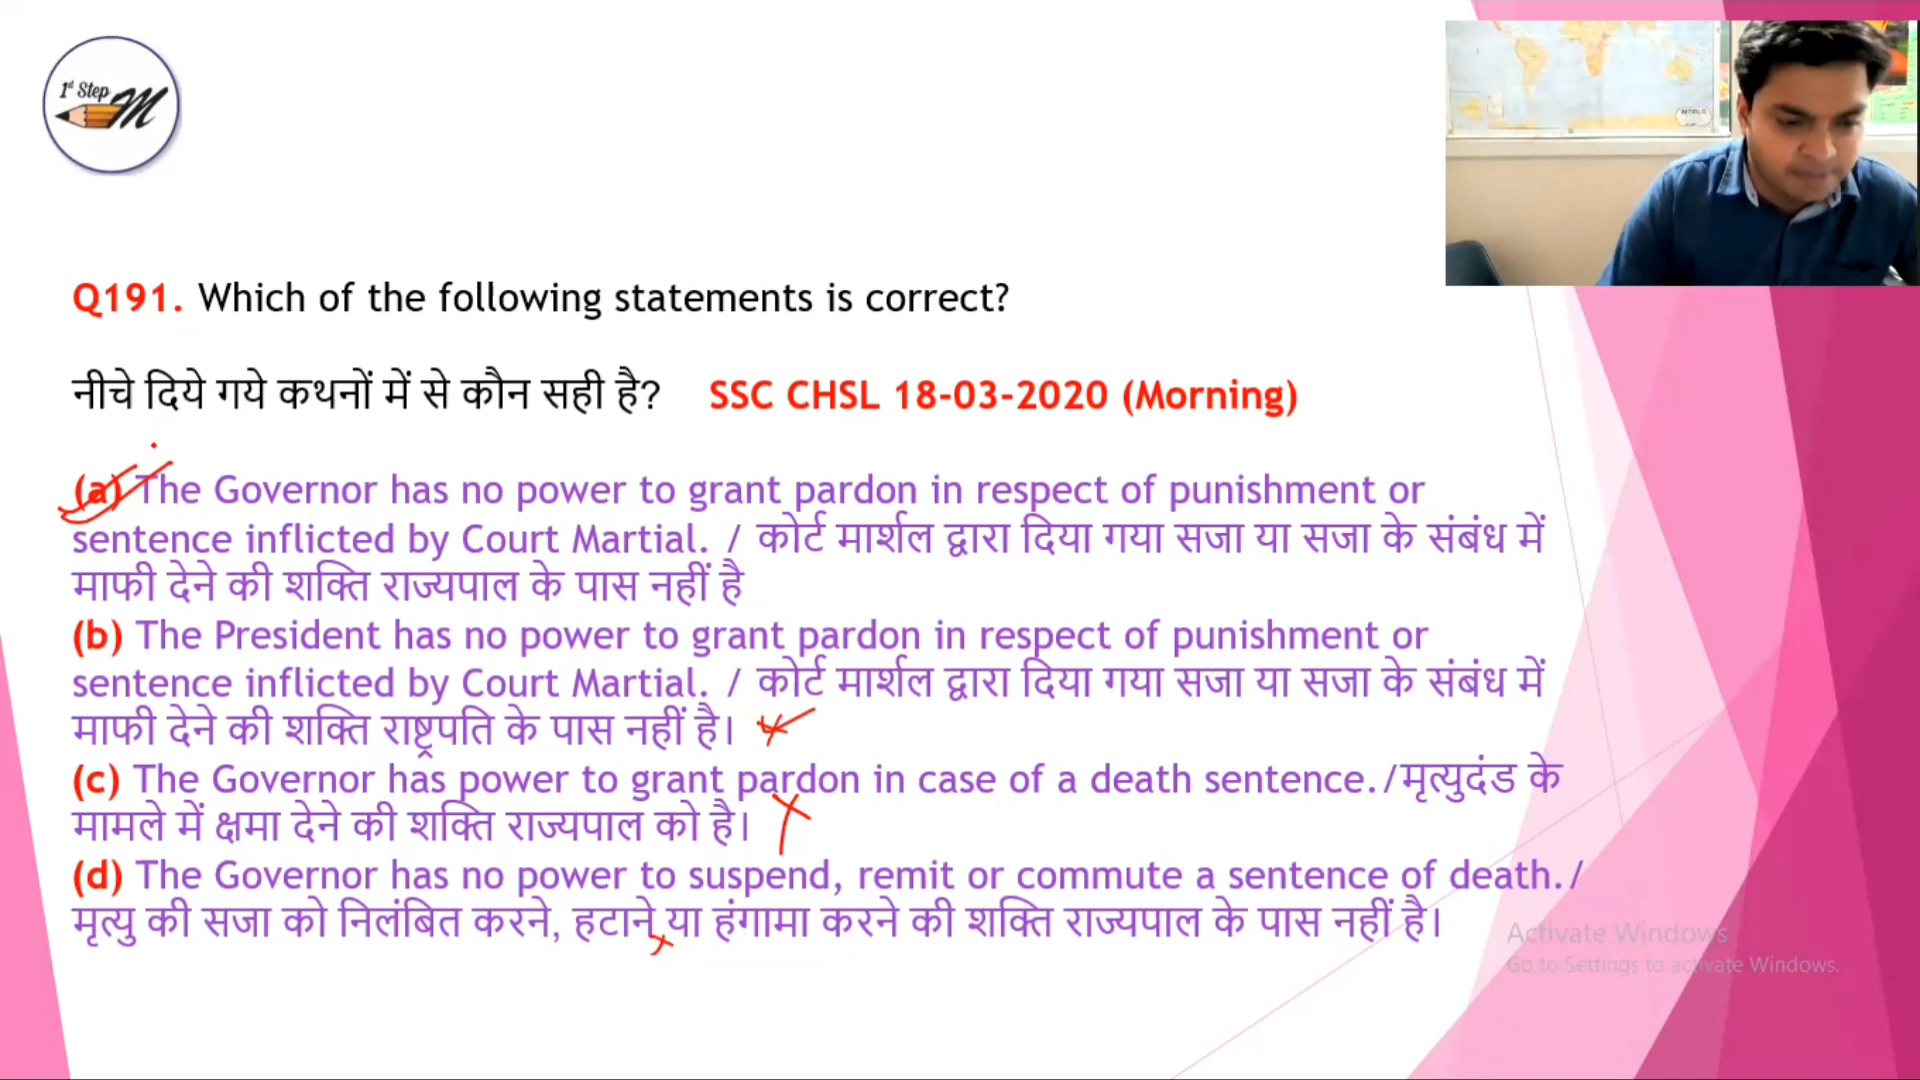 1st Step
M
WORLD
Q191. Which of the following statements is correct?
नीचे दिये गये कथनों में से कौन सही है? SSC CHSL 18-03-2020 (Morning)
(a) The Governor has no power to grant pardon in respect of punishment or
sentence inflicted by Court Martial. / कोर्ट मार्शल द्वारा दिया गया सजा या सजा के संबंध में
माफी देने की शक्ति राज्यपाल के पास नहीं है
(b) The President has no power to grant pardon in respect of punishment or
sentence inflicted by Court Martial. / कोर्ट मार्शल द्वारा दिया गया सजा या सजा के संबंध में
माफी देने की शक्ति राष्ट्रपति के पास नहीं है।
(c) The Governor has power to grant pardon in case of a death sentence./मृत्युदंड के
मामले में क्षमा देने की शक्ति राज्यपाल को है।
(d) The Governor has no power to suspend, remit or commute a sentence of death./
मृत्यु की सजा को निलंबित करने, हटाने या हंगामा करने की शक्ति राज्यपाल के पास नहीं है।
Activate Windows
Go to Settings to activate Windows.